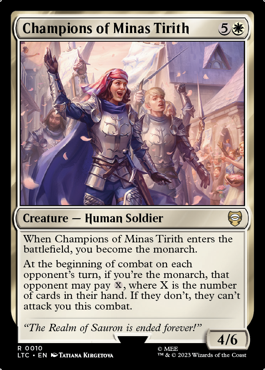 Champions of Minas Tirith 5
Creature — Human Soldier
When Champions of Minas Tirith enters the
battlefield, you become the monarch.
At the beginning of combat on each
opponent's turn, if you're the monarch, that
opponent may pay X, where X is the number
of cards in their hand. If they don't, they can't
attack you this combat.
"The Realm of Sauron is ended forever!"
4/6
R 0010
LTC • EN Tatiana Kirgetova
© MEE
™ & © 2023 Wizards of the Coast